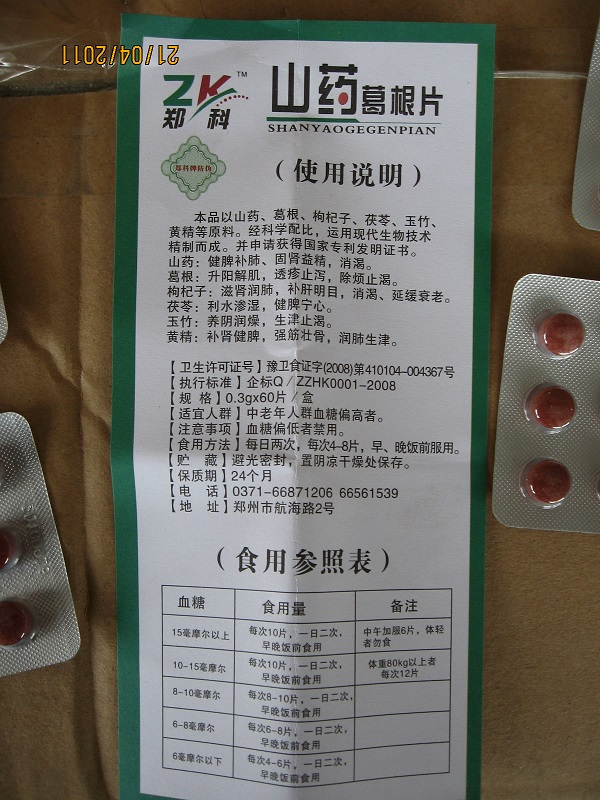 21/04/2011
ZK™
郑科
山药葛根片
SHANYAOGEGENPIAN
郑科牌防伪
（使用说明）
本品以山药、葛根、枸杞子、茯苓、玉竹、
黄精等原料。经科学配比，运用现代生物技术
精制而成。并申请获得国家专利发明证书。
山药：健脾补肺、固肾益精，消渴。
葛根：升阳解肌，透疹止泻，除烦止渴。
枸杞子：滋肾润肺，补肝明目，消渴、延缓衰老。
茯苓：利水渗湿，健脾宁心。
玉竹：养阴润燥，生津止渴。
黄精：补肾健脾，强筋壮骨，润肺生津。
【卫生许可证号】豫卫食证字(2008)第410104-004367号
【执行标准】企标Q/ZZHK0001-2008
【规 格】0.3gx60片/盒
【适宜人群】中老年人群血糖偏高者。
【注意事项】血糖偏低者禁用。
【食用方法】每日两次，每次4-8片，早、晚饭前服用。
【贮 藏】避光密封，置阴凉干燥处保存。
【保质期】24个月
【电 话】0371-66871206 66561539
【地 址】郑州市航海路2号
（食用参照表）
血糖 食用量 备注
15毫摩尔以上 每次10片，一日二次，早晚饭前食用 中午加服6片，体轻者勿食
10-15毫摩尔 每次10片，一日二次，早晚饭前食用 体重80kg以上者每次12片
8-10毫摩尔 每次8-10片，一日二次，早晚饭前食用
6-8毫摩尔 每次6-8片，一日二次，早晚饭前食用
6毫摩尔以下 每次4-6片，一日二次，早晚饭前食用